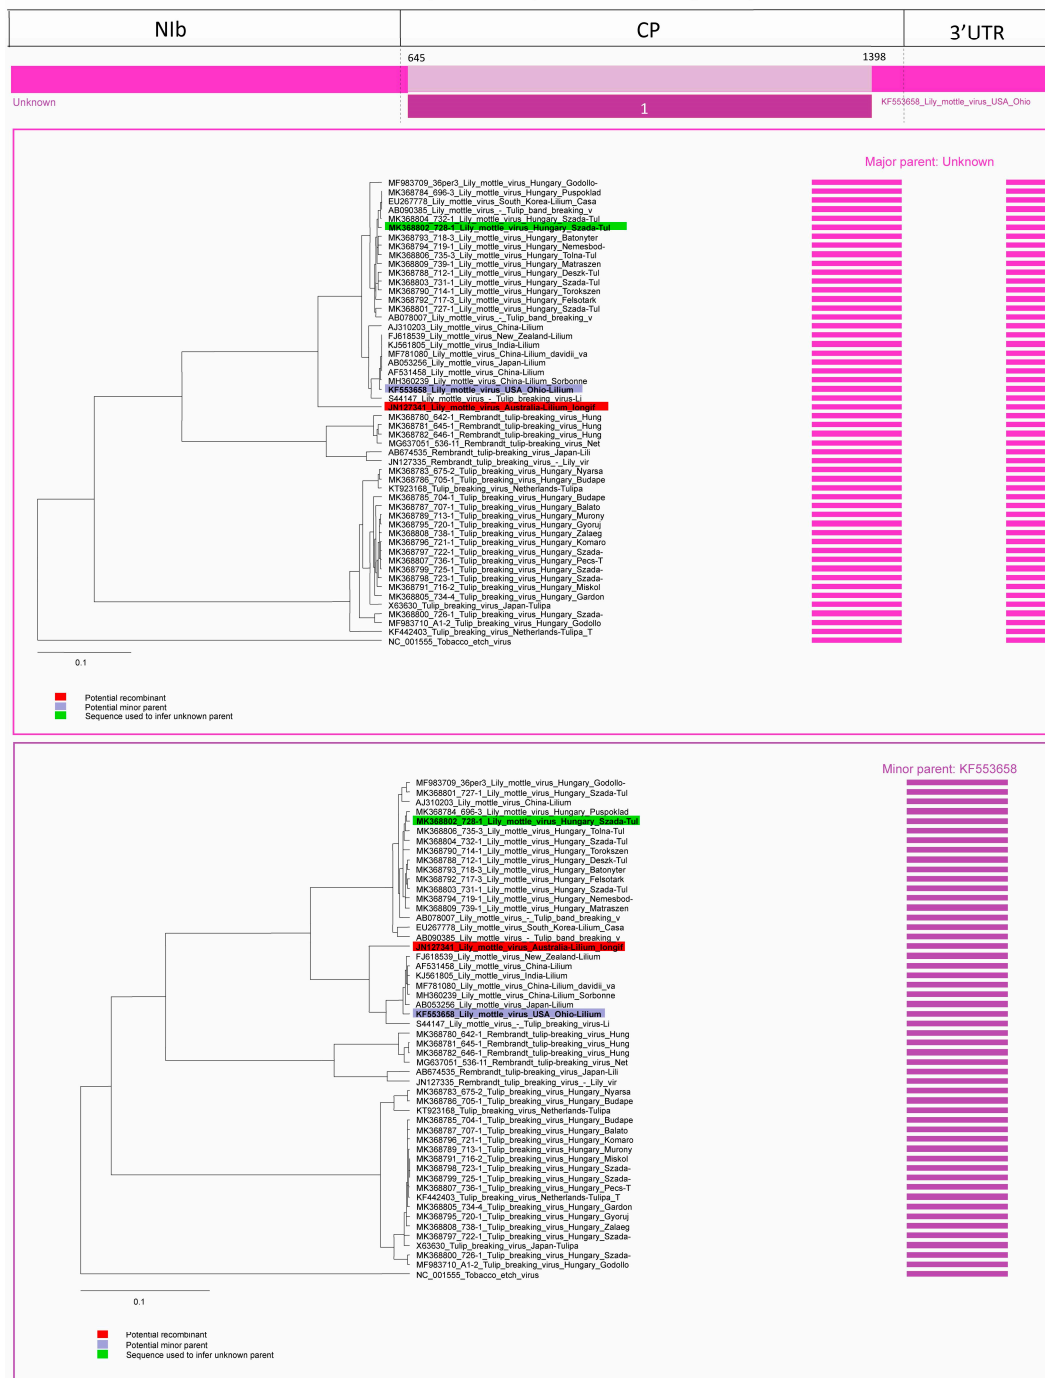 NIb
CP
3’UTR
645
1398
Unknown
1
KF553658_Lily_mottle_virus_USA_Ohio
Major parent: Unknown
MF983709_36per3_Lily_mottle_virus_Hungary_Godollo-
MK368784_696-3_Lily_mottle_virus_Hungary_Puspoklad
EU267778_Lily_mottle_virus_South_Korea-Lilium_Casa
AB090385_Lily_mottle_virus_-_Tulip_band_breaking_v
MK368804_732-1_Lily_mottle_virus_Hungary_Szada-Tul
MK368802_728-1_Lily_mottle_virus_Hungary_Szada-Tul
MK368793_718-3_Lily_mottle_virus_Hungary_Batonyter
MK368794_719-1_Lily_mottle_virus_Hungary_Nemesbod-
MK368806_735-3_Lily_mottle_virus_Hungary_Tolna-Tul
MK368809_739-1_Lily_mottle_virus_Hungary_Matraszen
MK368788_712-1_Lily_mottle_virus_Hungary_Deszk-Tul
MK368803_731-1_Lily_mottle_virus_Hungary_Szada-Tul
MK368790_714-1_Lily_mottle_virus_Hungary_Torokszen
MK368792_717-3_Lily_mottle_virus_Hungary_Felsotark
MK368801_727-1_Lily_mottle_virus_Hungary_Szada-Tul
AB078007_Lily_mottle_virus_-_Tulip_band_breaking_v
AJ310203_Lily_mottle_virus_China-Lilium
FJ618539_Lily_mottle_virus_New_Zealand-Lilium
KJ561805_Lily_mottle_virus_India-Lilium
MF781080_Lily_mottle_virus_China-Lilium_davidii_va
AB053256_Lily_mottle_virus_Japan-Lilium
AF531458_Lily_mottle_virus_China-Lilium
MH360239_Lily_mottle_virus_China-Lilium_Sorbonne
KF553658_Lily_mottle_virus_USA_Ohio-Lilium
S44147_Lily_mottle_virus_-_Tulip_breaking_virus-Li
JN127341_Lily_mottle_virus_Australia-Lilium_longif
MK368780_642-1_Rembrandt_tulip-breaking_virus_Hung
MK368781_645-1_Rembrandt_tulip-breaking_virus_Hung
MK368782_646-1_Rembrandt_tulip-breaking_virus_Hung
MG637051_536-11_Rembrandt_tulip-breaking_virus_Net
AB674535_Rembrandt_tulip-breaking_virus_Japan-Lili
JN127335_Rembrandt_tulip_breaking_virus_-_Lily_vir
MK368783_675-2_Tulip_breaking_virus_Hungary_Nyarsa
MK368786_705-1_Tulip_breaking_virus_Hungary_Budape
KT923168_Tulip_breaking_virus_Netherlands-Tulipa
MK368785_704-1_Tulip_breaking_virus_Hungary_Budape
MK368787_707-1_Tulip_breaking_virus_Hungary_Balato
MK368789_713-1_Tulip_breaking_virus_Hungary_Murony
MK368795_720-1_Tulip_breaking_virus_Hungary_Gyoruj
MK368808_738-1_Tulip_breaking_virus_Hungary_Zalaeg
MK368796_721-1_Tulip_breaking_virus_Hungary_Komaro
MK368797_722-1_Tulip_breaking_virus_Hungary_Szada-
MK368807_736-1_Tulip_breaking_virus_Hungary_Pecs-T
MK368799_725-1_Tulip_breaking_virus_Hungary_Szada-
MK368798_723-1_Tulip_breaking_virus_Hungary_Szada-
MK368791_716-2_Tulip_breaking_virus_Hungary_Miskol
MK368805_734-4_Tulip_breaking_virus_Hungary_Gardon
X63630_Tulip_breaking_virus_Japan-Tulipa
MK368800_726-1_Tulip_breaking_virus_Hungary_Szada-
MF983710_A1-2_Tulip_breaking_virus_Hungary_Godollo
KF442403_Tulip_breaking_virus_Netherlands-Tulipa_T
NC_001555_Tobacco_etch_virus
0.1
Potential recombinant
Potential minor parent
Sequence used to infer unknown parent
Minor parent: KF553658
MF983709_36per3_Lily_mottle_virus_Hungary_Godollo-
MK368801_727-1_Lily_mottle_virus_Hungary_Szada-Tul
AJ310203_Lily_mottle_virus_China-Lilium
MK368784_696-3_Lily_mottle_virus_Hungary_Puspoklad
MK368802_728-1_Lily_mottle_virus_Hungary_Szada-Tul
MK368806_735-3_Lily_mottle_virus_Hungary_Tolna-Tul
MK368804_732-1_Lily_mottle_virus_Hungary_Szada-Tul
MK368790_714-1_Lily_mottle_virus_Hungary_Torokszen
MK368788_712-1_Lily_mottle_virus_Hungary_Deszk-Tul
MK368793_718-3_Lily_mottle_virus_Hungary_Batonyter
MK368792_717-3_Lily_mottle_virus_Hungary_Felsotark
MK368803_731-1_Lily_mottle_virus_Hungary_Szada-Tul
MK368794_719-1_Lily_mottle_virus_Hungary_Nemesbod-
MK368809_739-1_Lily_mottle_virus_Hungary_Matraszen
AB078007_Lily_mottle_virus_-_Tulip_band_breaking_v
EU267778_Lily_mottle_virus_South_Korea-Lilium_Casa
AB090385_Lily_mottle_virus_-_Tulip_band_breaking_v
JN127341_Lily_mottle_virus_Australia-Lilium_longif
FJ618539_Lily_mottle_virus_New_Zealand-Lilium
AF531458_Lily_mottle_virus_China-Lilium
KJ561805_Lily_mottle_virus_India-Lilium
MF781080_Lily_mottle_virus_China-Lilium_davidii_va
MH360239_Lily_mottle_virus_China-Lilium_Sorbonne
AB053256_Lily_mottle_virus_Japan-Lilium
KF553658_Lily_mottle_virus_USA_Ohio-Lilium
S44147_Lily_mottle_virus_-_Tulip_breaking_virus-Li
MK368780_642-1_Rembrandt_tulip-breaking_virus_Hung
MK368781_645-1_Rembrandt_tulip-breaking_virus_Hung
MK368782_646-1_Rembrandt_tulip-breaking_virus_Hung
MG637051_536-11_Rembrandt_tulip-breaking_virus_Net
AB674535_Rembrandt_tulip-breaking_virus_Japan-Lili
JN127335_Rembrandt_tulip_breaking_virus_-_Lily_vir
MK368783_675-2_Tulip_breaking_virus_Hungary_Nyarsa
MK368786_705-1_Tulip_breaking_virus_Hungary_Budape
KT923168_Tulip_breaking_virus_Netherlands-Tulipa
MK368785_704-1_Tulip_breaking_virus_Hungary_Budape
MK368787_707-1_Tulip_breaking_virus_Hungary_Balato
MK368796_721-1_Tulip_breaking_virus_Hungary_Komaro
MK368789_713-1_Tulip_breaking_virus_Hungary_Murony
MK368791_716-2_Tulip_breaking_virus_Hungary_Miskol
MK368798_723-1_Tulip_breaking_virus_Hungary_Szada-
MK368799_725-1_Tulip_breaking_virus_Hungary_Szada-
MK368807_736-1_Tulip_breaking_virus_Hungary_Pecs-T
KF442403_Tulip_breaking_virus_Netherlands-Tulipa_T
MK368805_734-4_Tulip_breaking_virus_Hungary_Gardon
MK368795_720-1_Tulip_breaking_virus_Hungary_Gyoruj
MK368808_738-1_Tulip_breaking_virus_Hungary_Zalaeg
MK368797_722-1_Tulip_breaking_virus_Hungary_Szada-
X63630_Tulip_breaking_virus_Japan-Tulipa
MK368800_726-1_Tulip_breaking_virus_Hungary_Szada-
MF983710_A1-2_Tulip_breaking_virus_Hungary_Godollo
NC_001555_Tobacco_etch_virus
0.1
Potential recombinant
Potential minor parent
Sequence used to infer unknown parent